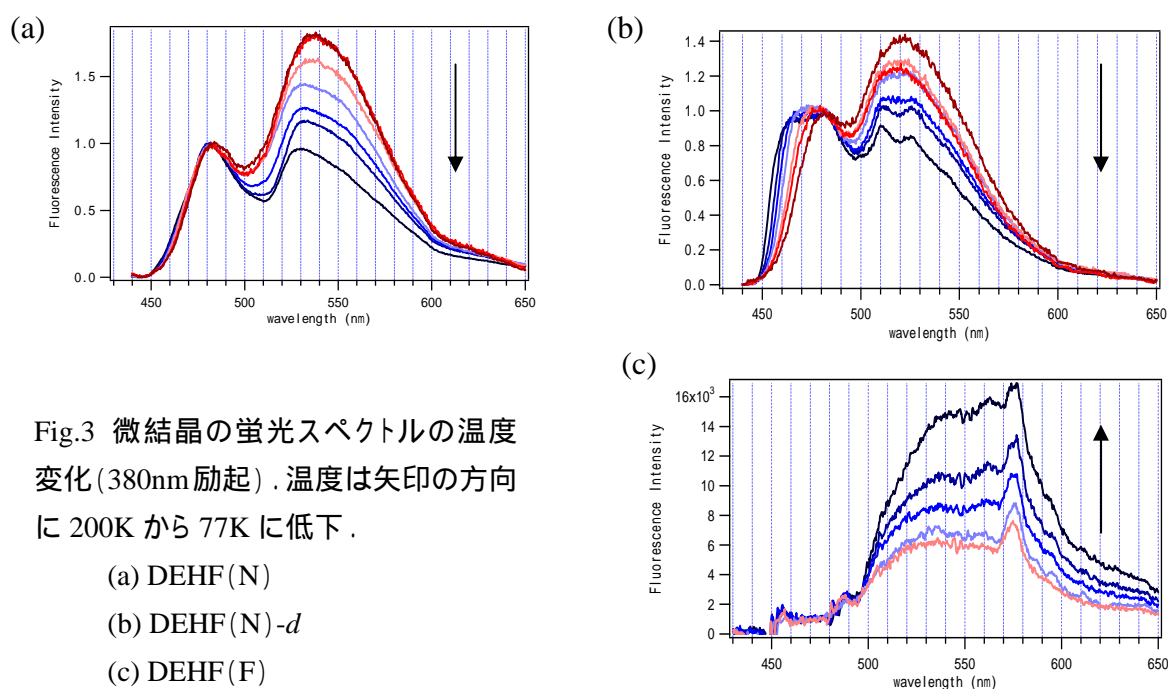 (a)
Fluorescence Intensity
1.5
1.0
0.5
0.0
450
500
550
600
650
wavelength (nm)
(b)
Fluorescence Intensity
1.4
1.2
1.0
0.8
0.6
0.4
0.2
0.0
450
500
550
600
650
wavelength (nm)
(c)
Fluorescence Intensity
16x10³
14
12
10
8
6
4
2
0
450
500
550
600
650
wavelength (nm)
Fig.3 微結晶の蛍光スペクトルの温度
変化(380nm励起).温度は矢印の方向
に 200K から 77K に低下.
(a) DEHF(N)
(b) DEHF(N)-d
(c) DEHF(F)